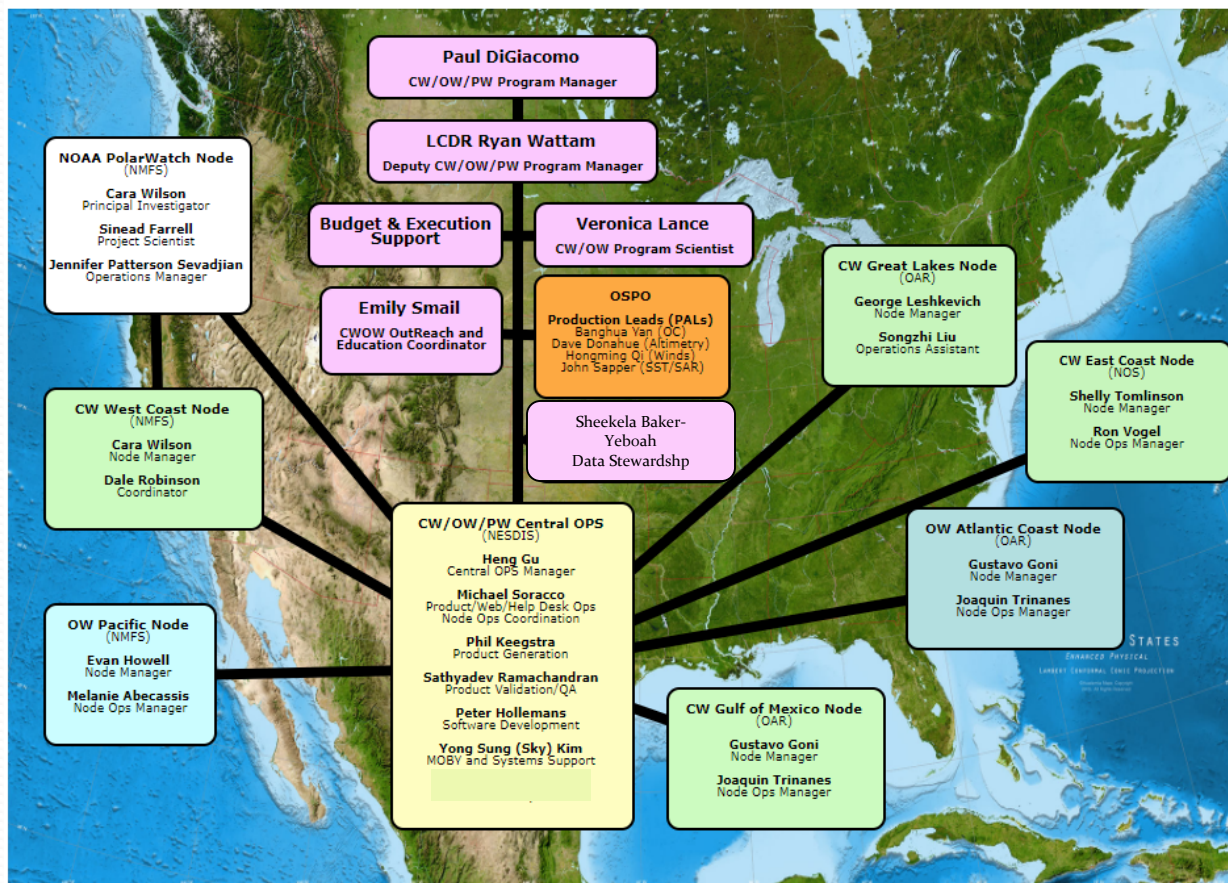 Paul DiGiacomo
CW/OW/PW Program Manager
LCDR Ryan Wattam
Deputy CW/OW/PW Program Manager
NOAA PolarWatch Node
(NMFS)
Cara Wilson
Principal Investigator
Sinead Farrell
Project Scientist
Jennifer Patterson Sevadjian
Operations Manager
Budget & Execution
Support
Veronica Lance
CW/OW Program Scientist
Emily Smail
CWOW OutReach and
Education Coordinator
OSPO
Production Leads (PALs)
Banghua Yan (OC)
Dave Donahue (Altimetry)
Hongming Qi (Winds)
John Sapper (SST/SAR)
CW Great Lakes Node
(OAR)
George Leshkevich
Node Manager
Songzhi Liu
Operations Assistant
CW East Coast Node
(NOS)
Shelly Tomlinson
Node Manager
Ron Vogel
Node Ops Manager
CW West Coast Node
(NMFS)
Cara Wilson
Node Manager
Dale Robinson
Coordinator
Sheekela Baker-
Yeboah
Data Stewardshp
CW/OW/PW Central OPS
(NESDIS)
Heng Gu
Central OPS Manager
Michael Soracco
Product/Web/Help Desk Ops
Node Ops Coordination
Phil Keegstra
Product Generation
Sathyadev Ramachandran
Product Validation/QA
Peter Hollemans
Software Development
Yong Sung (Sky) Kim
MOBY and Systems Support
OW Atlantic Coast Node
(OAR)
Gustavo Goni
Node Manager
Joaquin Trinanes
Node Ops Manager
OW Pacific Node
(NMFS)
Evan Howell
Node Manager
Melanie Abecassis
Node Ops Manager
STATES
ENHANCED PHYSICAL
LAMBERT CONFORMAL CONIC PROJECTION
CW Gulf of Mexico Node
(OAR)
Gustavo Goni
Node Manager
Joaquin Trinanes
Node Ops Manager